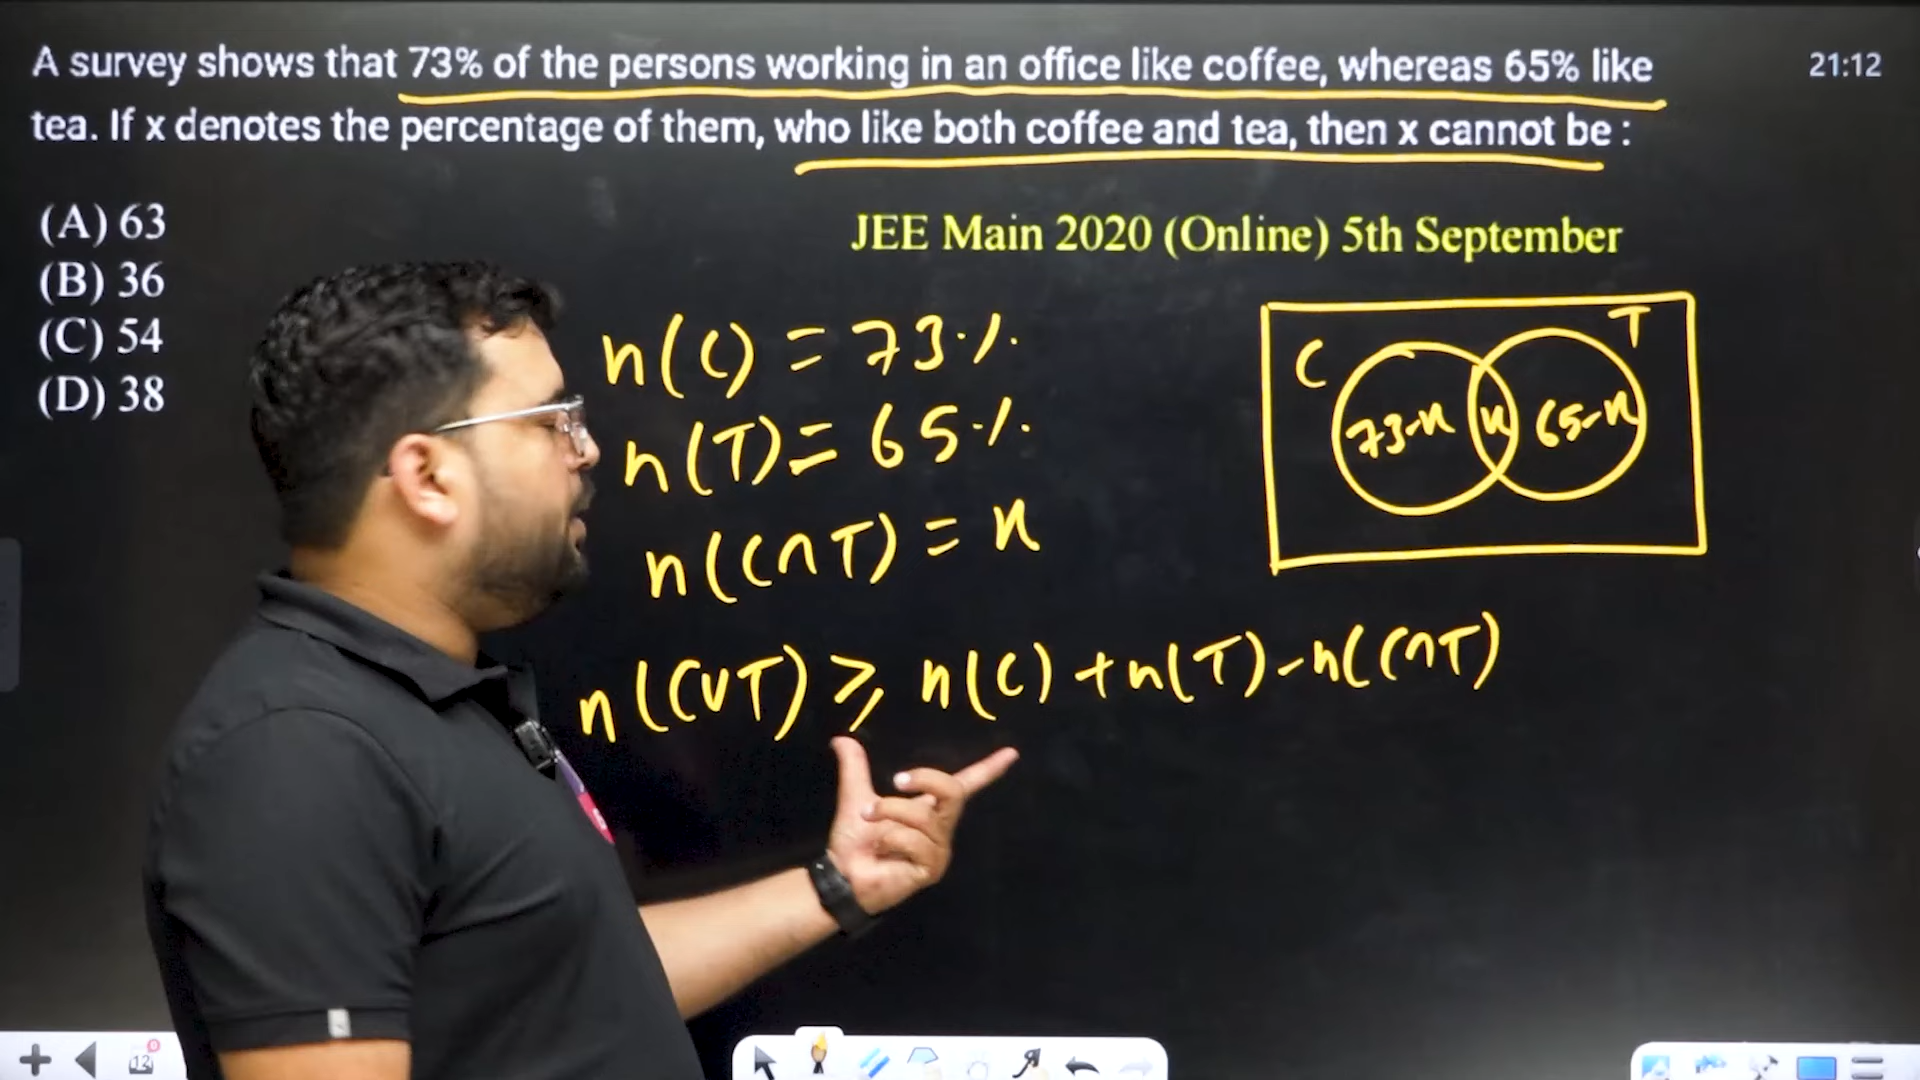 A survey shows that 73% of the persons working in an office like coffee, whereas 65% like
tea. If x denotes the percentage of them, who like both coffee and tea, then x cannot be :
21:12
(A) 63
(B) 36
(C) 54
(D) 38
JEE Main 2020 (Online) 5th September
n(C) = 73%
n(T) = 65%
n(C∩T) = x
n(C∪T) ≥ n(C) + n(T) - n(C∩T)
C
T
73-x
x
65-x
12
0